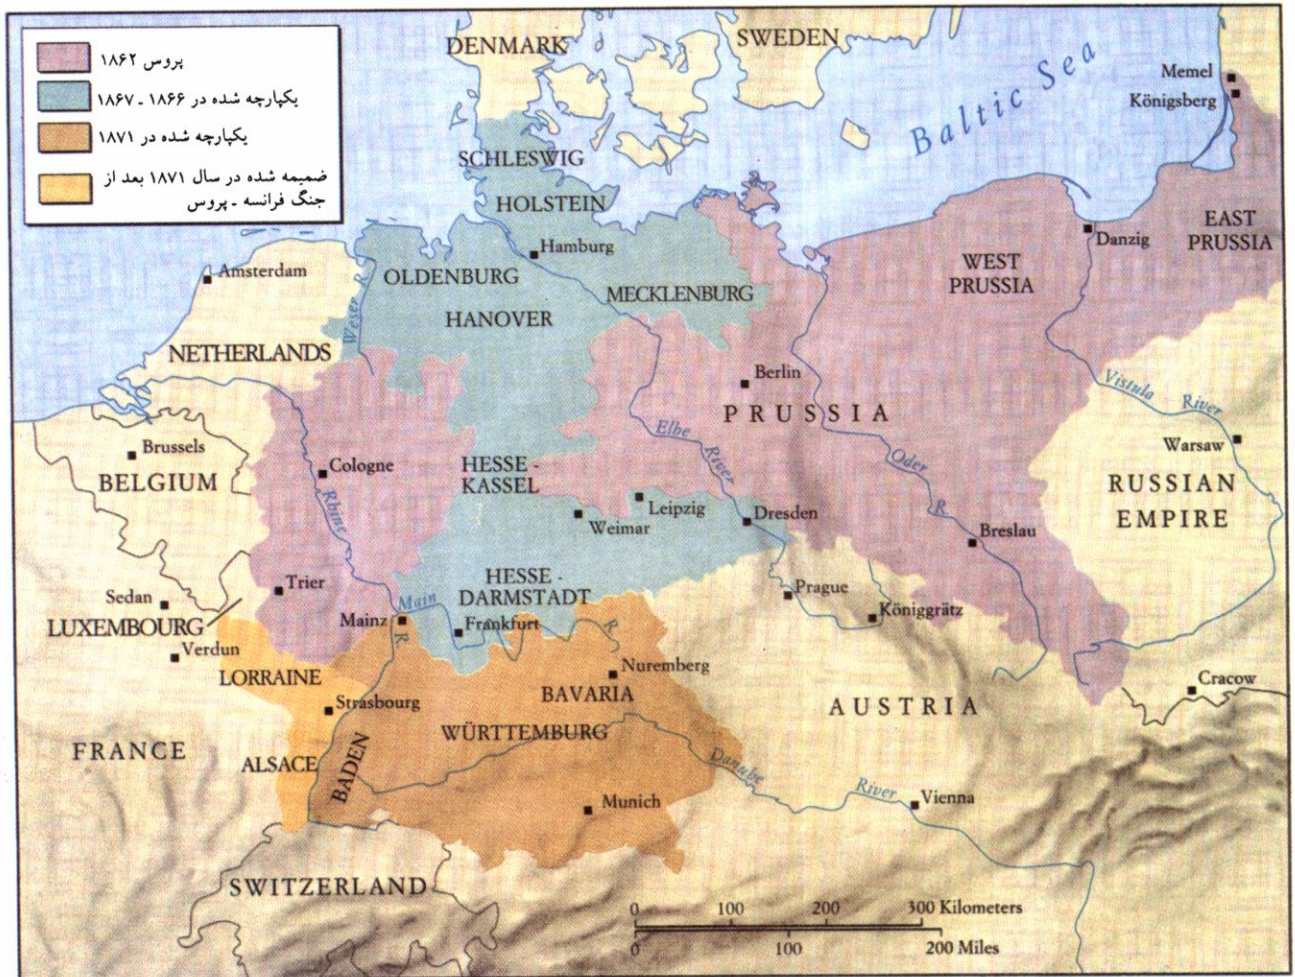 پروس ۱۸۶۲
یکپارچه شده در ۱۸۶۶ ـ ۱۸۶۷
یکپارچه شده در ۱۸۷۱
ضمیمه شده در سال ۱۸۷۱ بعد از
جنگ فرانسه ـ پروس
DENMARK
SWEDEN
Baltic Sea
Memel
Königsberg
SCHLESWIG
HOLSTEIN
Hamburg
EAST
PRUSSIA
Danzig
WEST
PRUSSIA
Amsterdam
OLDENBURG
MECKLENBURG
Weser R.
HANOVER
NETHERLANDS
Berlin
PRUSSIA
Vistula River
Warsaw
Brussels
BELGIUM
Cologne
Rhine
HESSE -
KASSEL
Elbe River
Oder R.
RUSSIAN
EMPIRE
Leipzig
Weimar
Dresden
Breslau
Sedan
Trier
HESSE -
DARMSTADT
Prague
Königgrätz
LUXEMBOURG
Mainz
Main R.
Frankfurt
R.
Verdun
LORRAINE
Nuremberg
Cracow
Strasbourg
BAVARIA
AUSTRIA
FRANCE
WÜRTTEMBURG
ALSACE
BADEN
Danube River
Munich
Vienna
SWITZERLAND
0 100 200 300 Kilometers
0 100 200 Miles